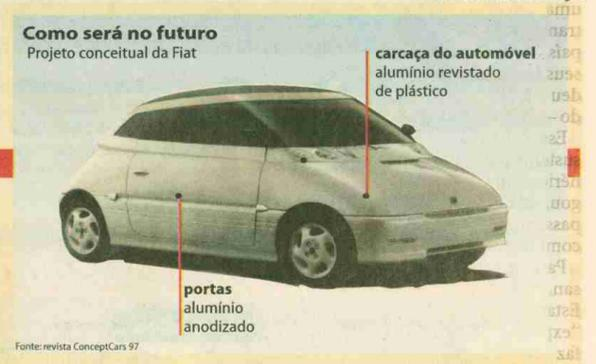 Como será no futuro
Projeto conceitual da Fiat
carcaça do automóvel
alumínio revistado
de plástico
portas
alumínio
anodizado
Fonte: revista ConceptCars 97